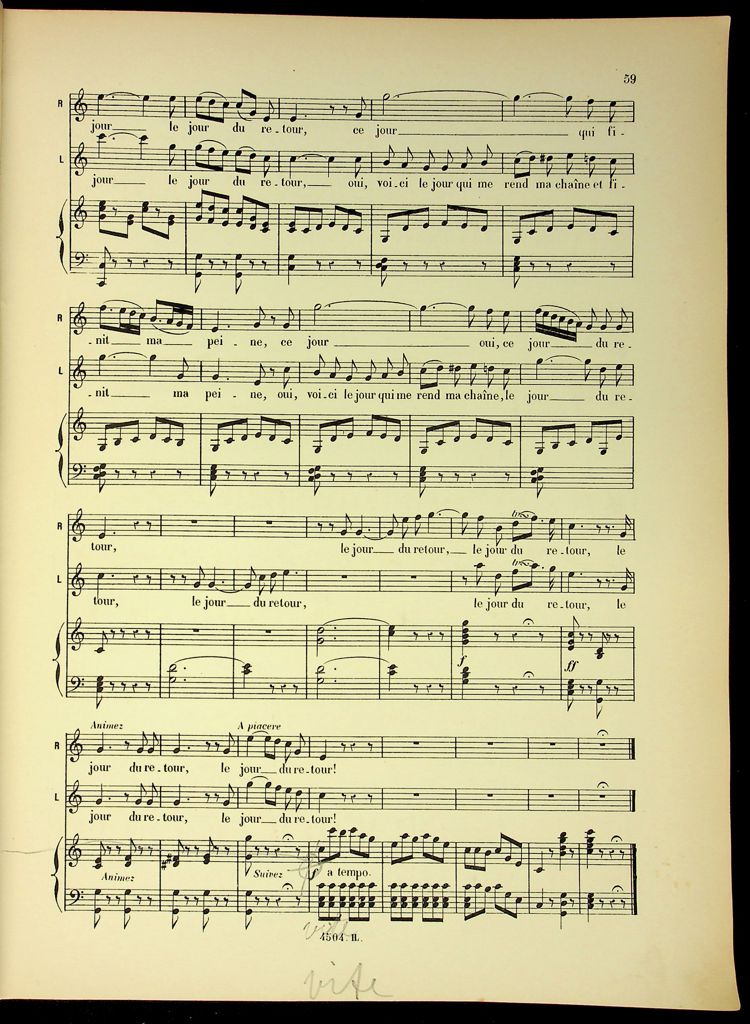 59
R
jour le jour du re-tour, ce jour qui fi-
L
jour le jour du re-tour, oui, voi-ci le jour qui me rend ma chaîne et fi-
R
-nit ma pei-ne, ce jour oui, ce jour du re-
L
-nit ma pei-ne, oui, voi-ci le jour qui me rend ma chaîne, le jour du re-
R
tour, le jour du retour, le jour du re-tour, le
L
tour, le jour du retour, le jour du re-tour, le
f ff
Animez A piacere
R
jour du re-tour, le jour du re-tour!
L
jour du re-tour, le jour du re-tour!
Animez Suivez a tempo.
4504. H.
vite